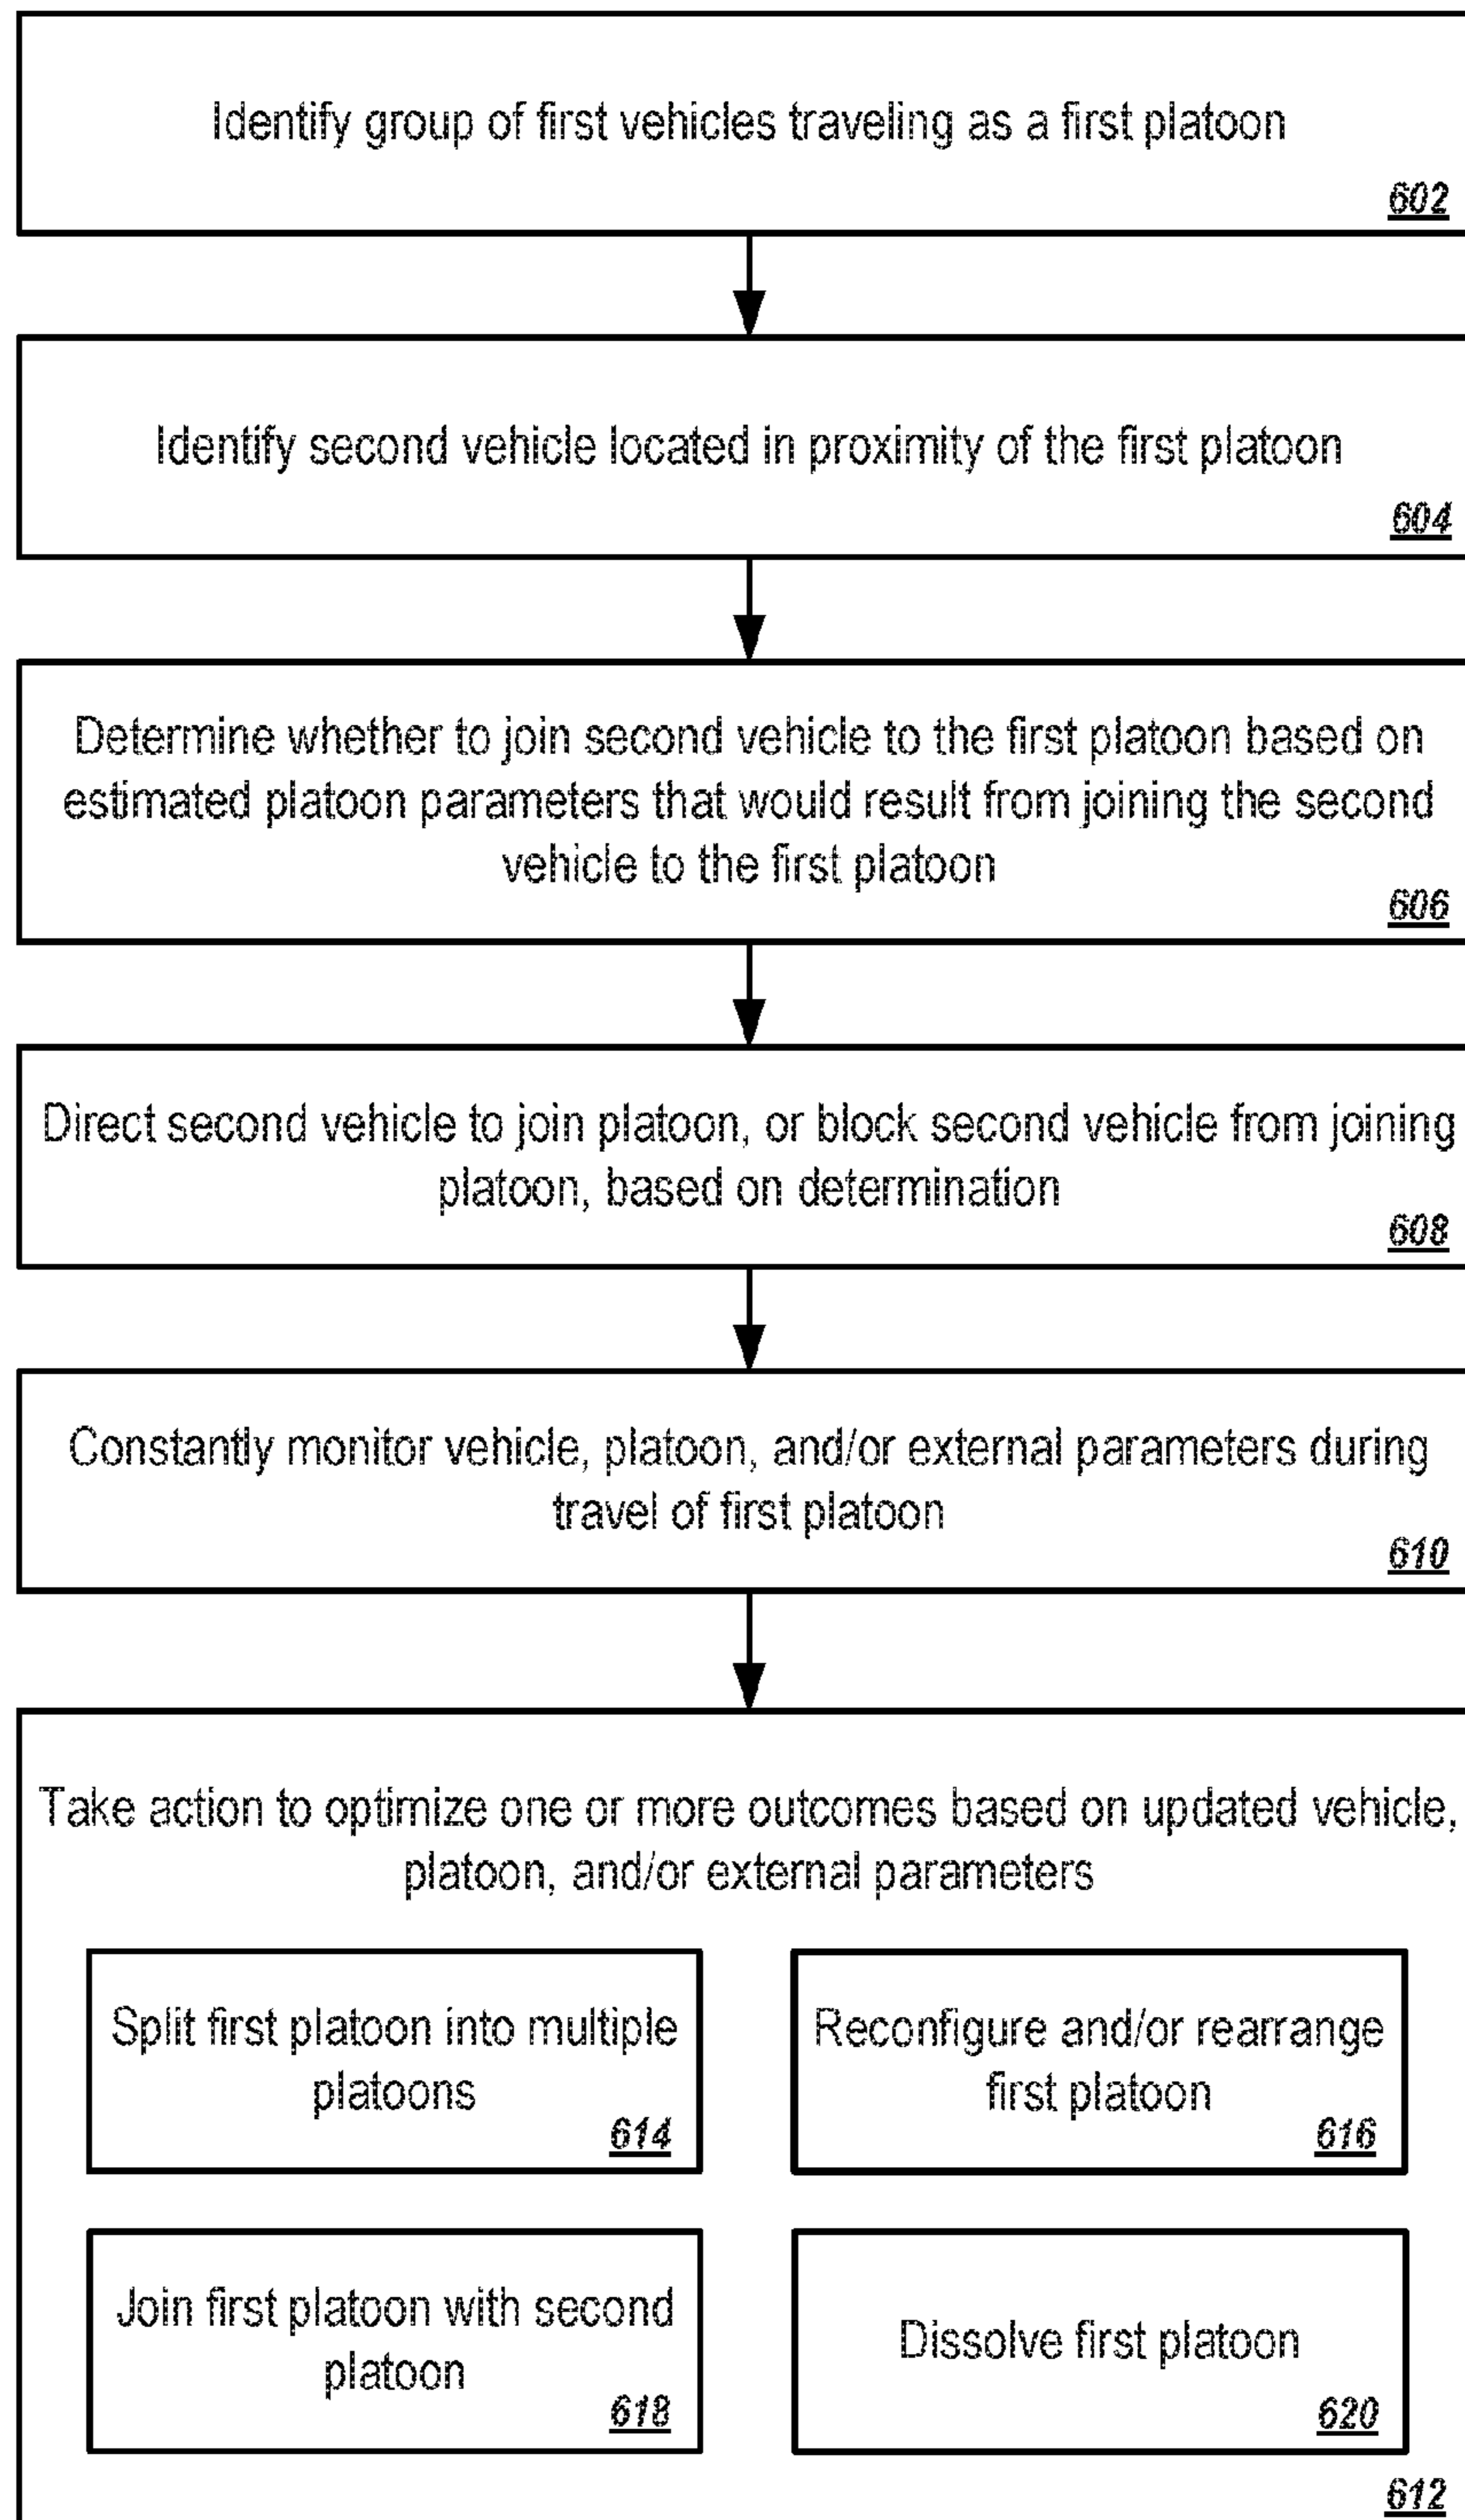 Identify group of first vehicles traveling as a first platoon
602
Identify second vehicle located in proximity of the first platoon
604
Determine whether to join second vehicle to the first platoon based on
estimated platoon parameters that would result from joining the second
vehicle to the first platoon
606
Direct second vehicle to join platoon, or block second vehicle from joining
platoon, based on determination
608
Constantly monitor vehicle, platoon, and/or external parameters during
travel of first platoon
610
Take action to optimize one or more outcomes based on updated vehicle,
platoon, and/or external parameters
Split first platoon into multiple
platoons
614
Reconfigure and/or rearrange
first platoon
616
Join first platoon with second
platoon
618
Dissolve first platoon
620
612